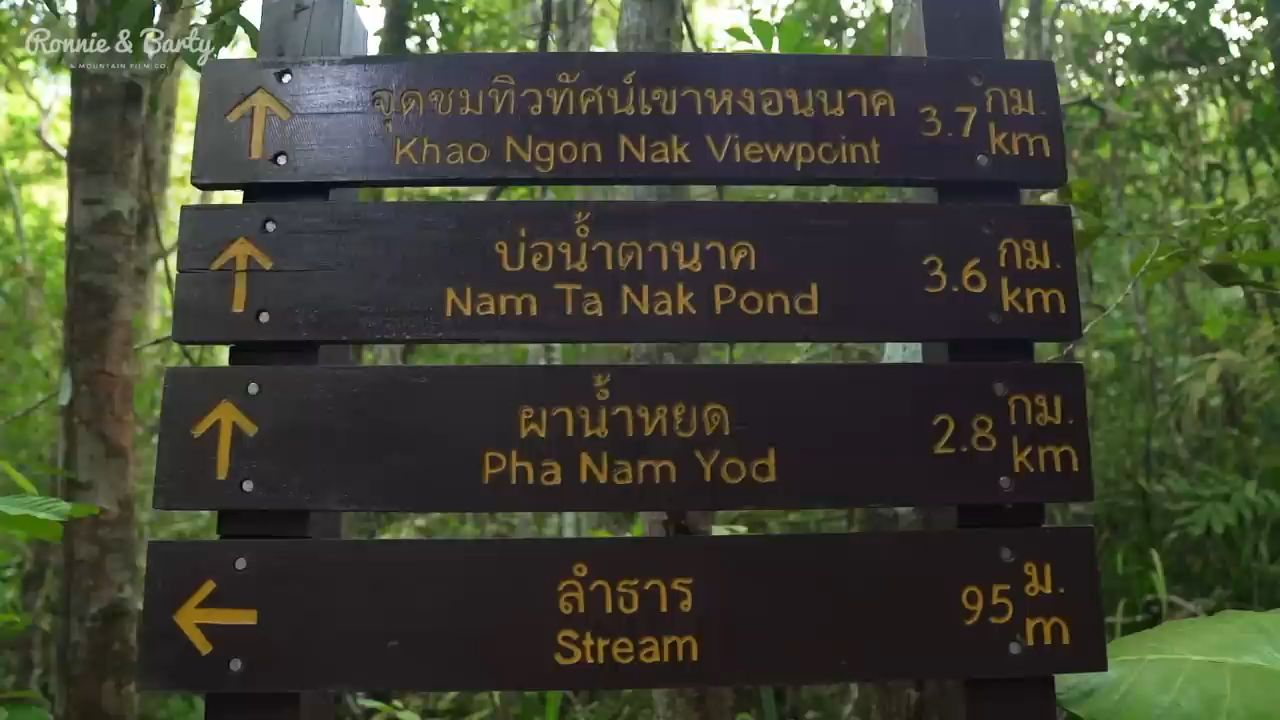 Ronnie & Barty
MOUNTAIN FILM CO.
จุดชมทิวทัศน์เขาหงอนนาค 3.7 กม.
Khao Ngon Nak Viewpoint km
บ่อน้ำตานาค 3.6 กม.
Nam Ta Nak Pond km
ผาน้ำหยด 2.8 กม.
Pha Nam Yod km
ลำธาร 95 ม.
Stream m